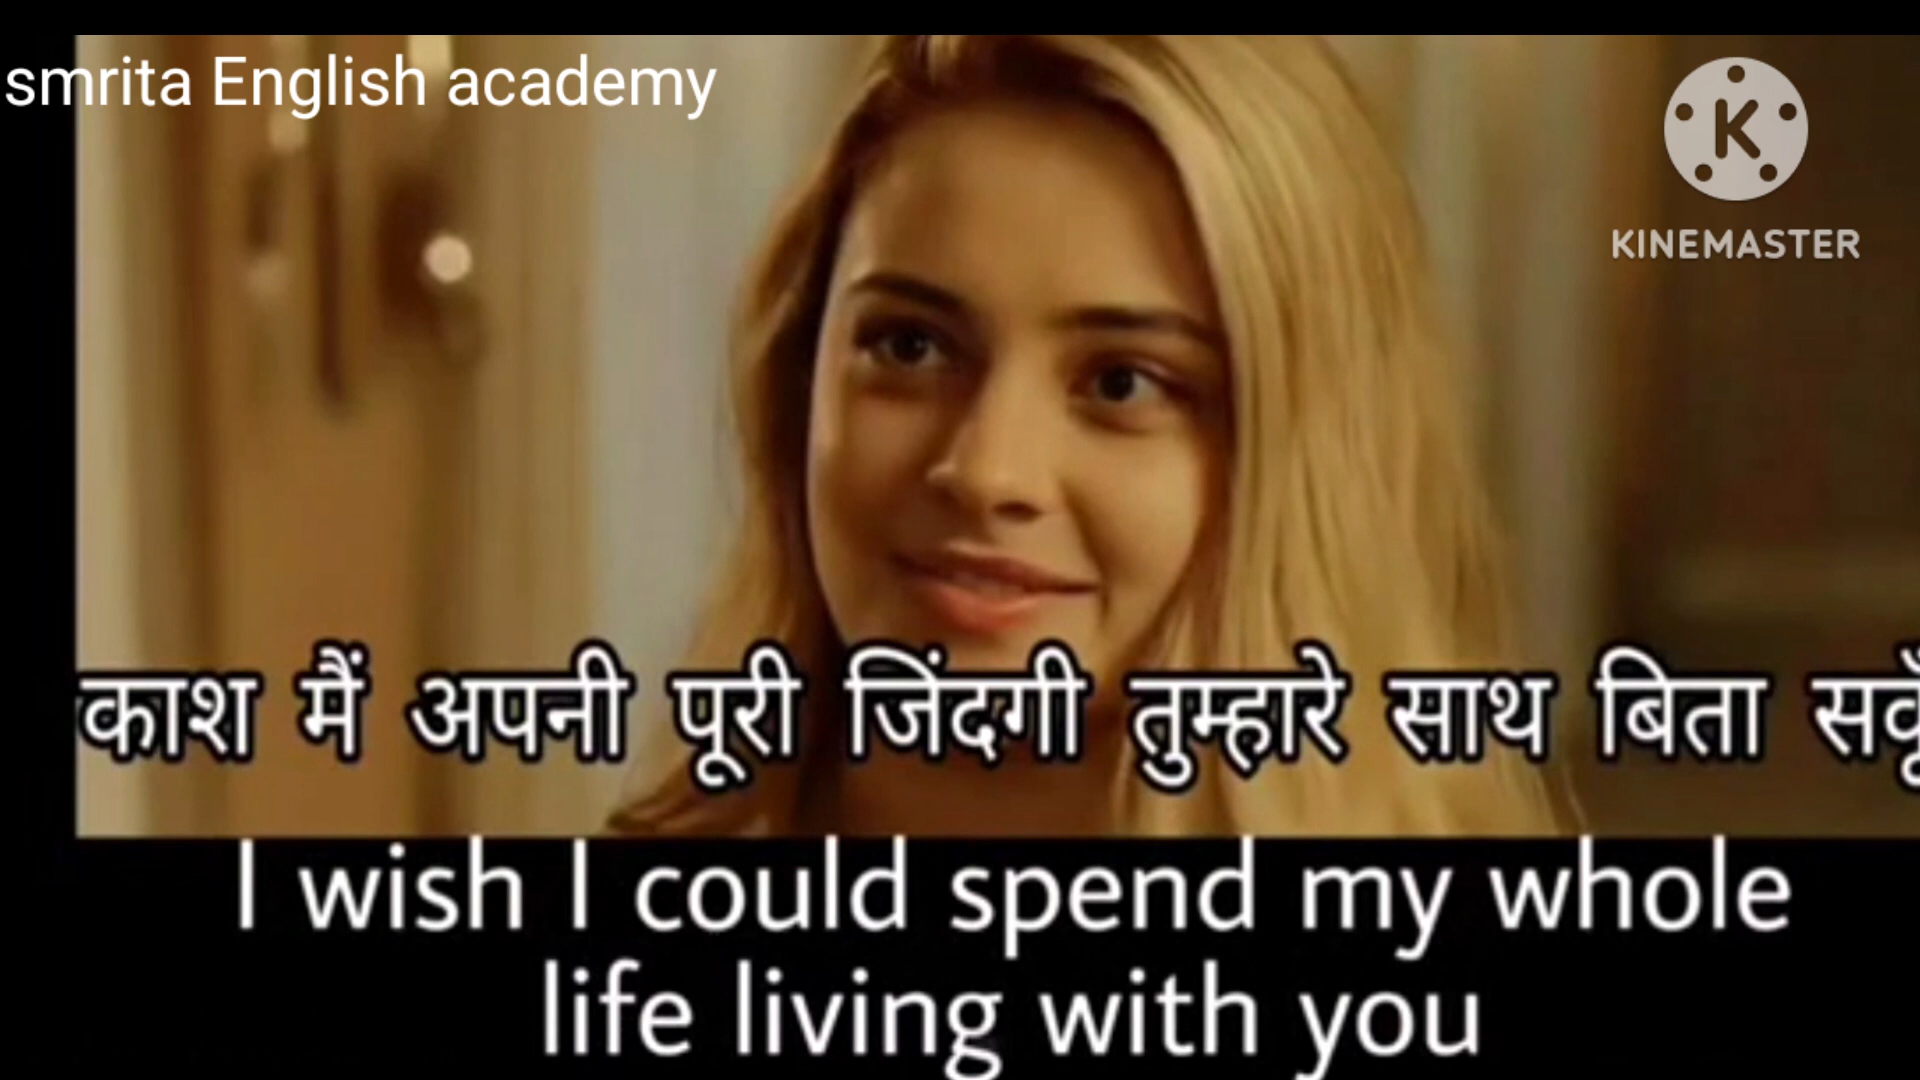 smrita English academy
KINEMASTER
काश मैं अपनी पूरी जिंदगी तुम्हारे साथ बिता
I wish I could spend my whole
life living with you